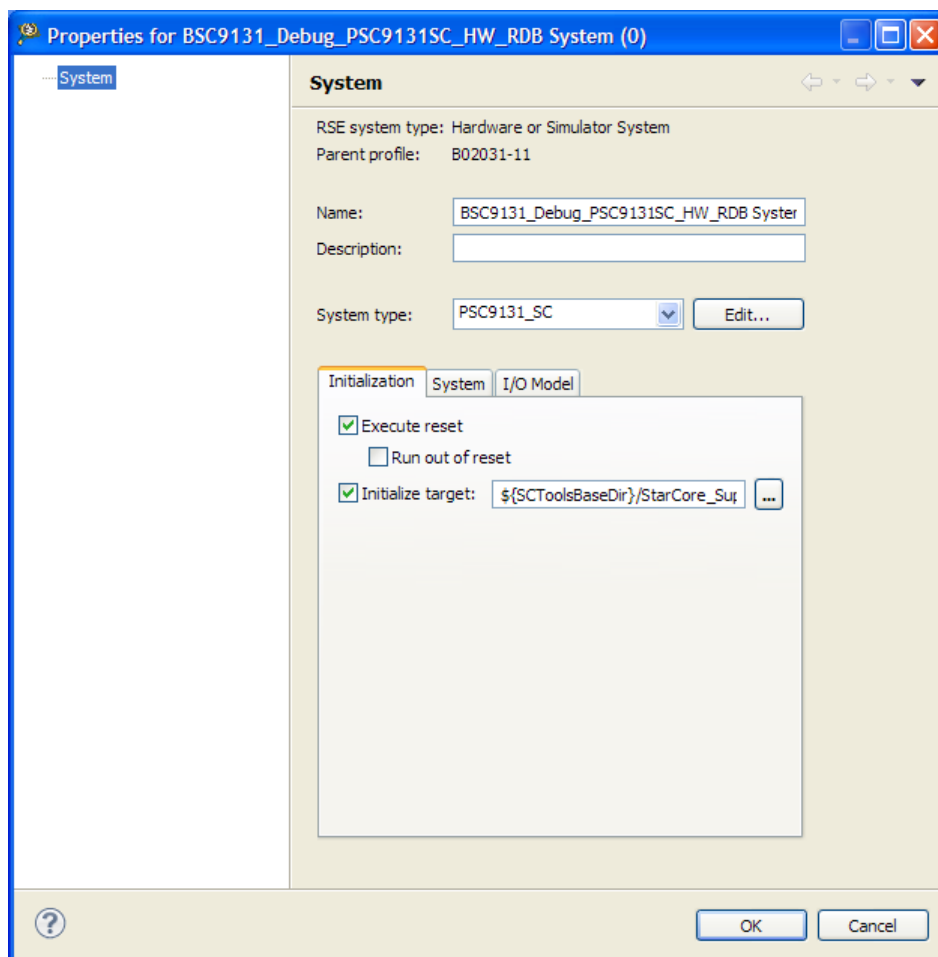 Properties for BSC9131_Debug_PSC9131SC_HW_RDB System (0)
System
System
RSE system type: Hardware or Simulator System
Parent profile: B02031-11
Name: BSC9131_Debug_PSC9131SC_HW_RDB System
Description:
System type: PSC9131_SC Edit...
Initialization System I/O Model
Execute reset
Run out of reset
Initialize target: ${SCToolsBaseDir}/StarCore_Sup ...
OK Cancel